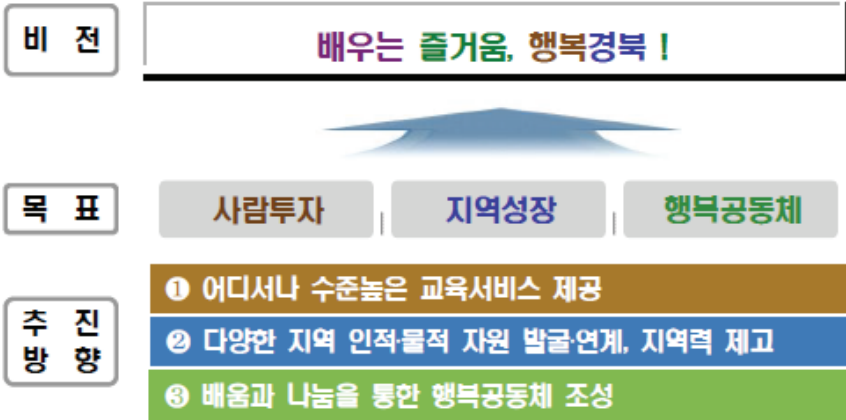 비 전
배우는 즐거움, 행복경북 !
목 표
사람투자
지역성장
행복공동체
추 진
방 향
❶ 어디서나 수준높은 교육서비스 제공
❷ 다양한 지역 인적·물적 자원 발굴·연계, 지역력 제고
❸ 배움과 나눔을 통한 행복공동체 조성